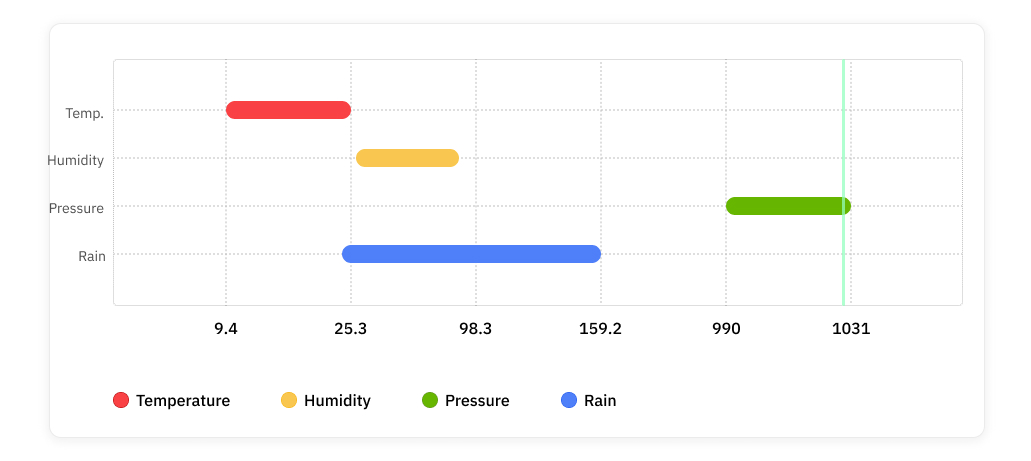 Temp.
Humidity
Pressure
Rain
9.4 25.3 98.3 159.2 990 1031
Temperature Humidity Pressure Rain